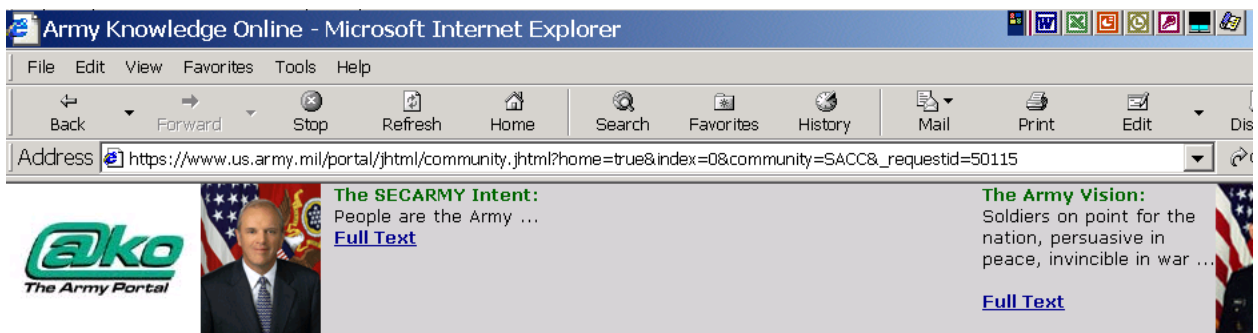 Army Knowledge Online - Microsoft Internet Explorer
File Edit View Favorites Tools Help
Back Forward Stop Refresh Home Search Favorites History Mail Print Edit Dis
Address https://www.us.army.mil/portal/jhtml/community.jhtml?home=true&index=0&community=SACC&_requestid=50115
@ko
The Army Portal
The SECARMY Intent:
People are the Army ...
Full Text
The Army Vision:
Soldiers on point for the
nation, persuasive in
peace, invincible in war ...
Full Text